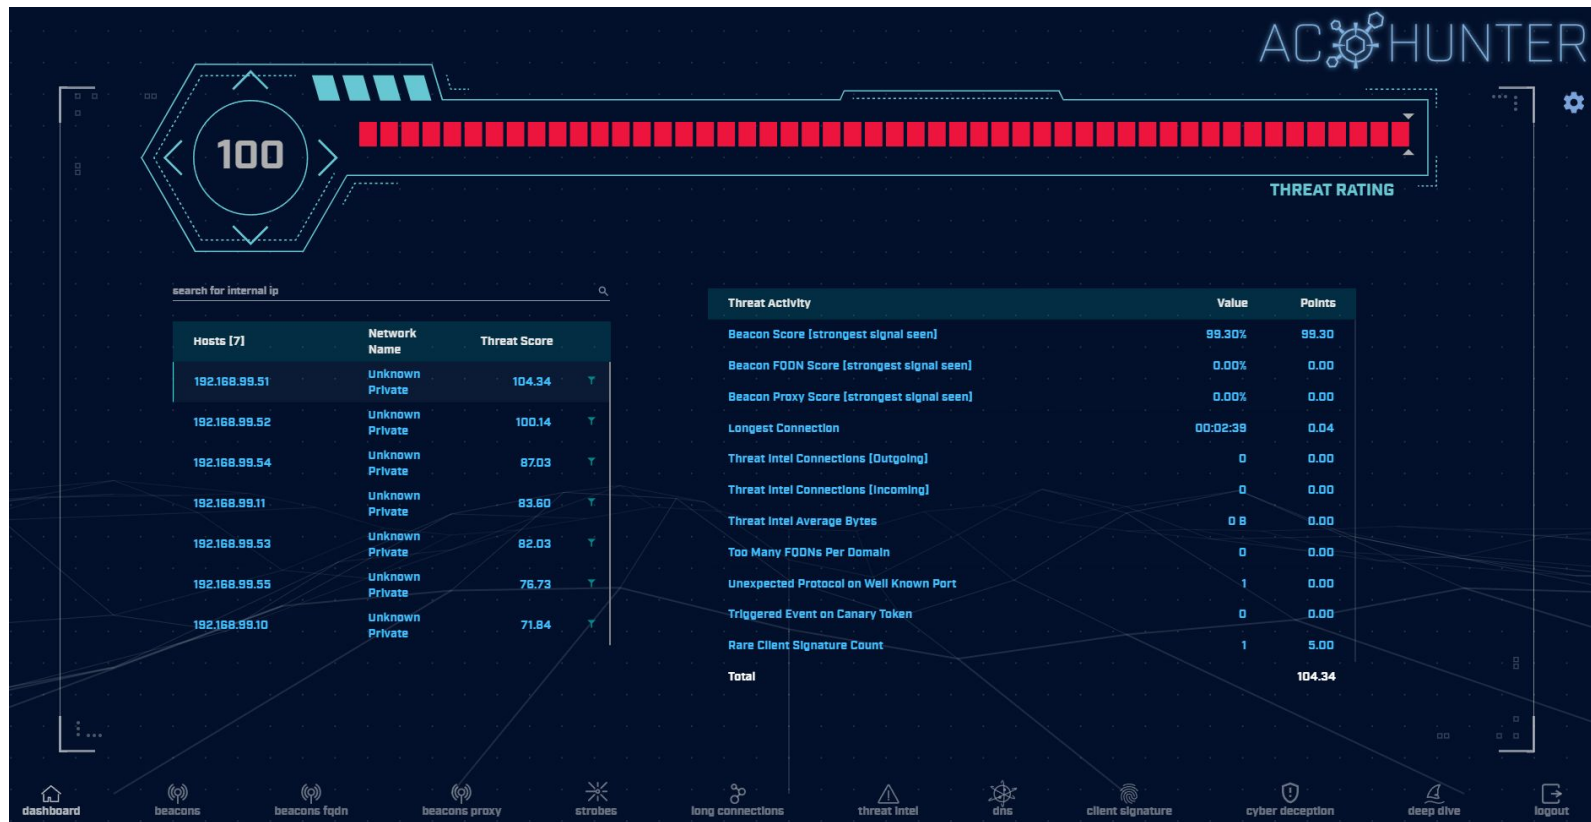 AC HUNTER
100
THREAT RATING
search for internal ip
Hosts [7] Network Name Threat Score
192.168.99.51 Unknown Private 104.34
192.168.99.52 Unknown Private 100.14
192.168.99.54 Unknown Private 87.03
192.168.99.11 Unknown Private 83.60
192.168.99.53 Unknown Private 82.03
192.168.99.55 Unknown Private 76.73
192.168.99.10 Unknown Private 71.84
Threat Activity Value Points
Beacon Score [strongest signal seen] 99.30% 99.30
Beacon FQDN Score [strongest signal seen] 0.00% 0.00
Beacon Proxy Score [strongest signal seen] 0.00% 0.00
Longest Connection 00:02:39 0.04
Threat Intel Connections [Outgoing] 0 0.00
Threat Intel Connections [Incoming] 0 0.00
Threat Intel Average Bytes 0 B 0.00
Too Many FQDNs Per Domain 0 0.00
Unexpected Protocol on Well Known Port 1 0.00
Triggered Event on Canary Token 0 0.00
Rare Client Signature Count 1 5.00
Total 104.34
dashboard beacons beacons fqdn beacons proxy strobes long connections threat intel dns client signature cyber deception deep dive logout